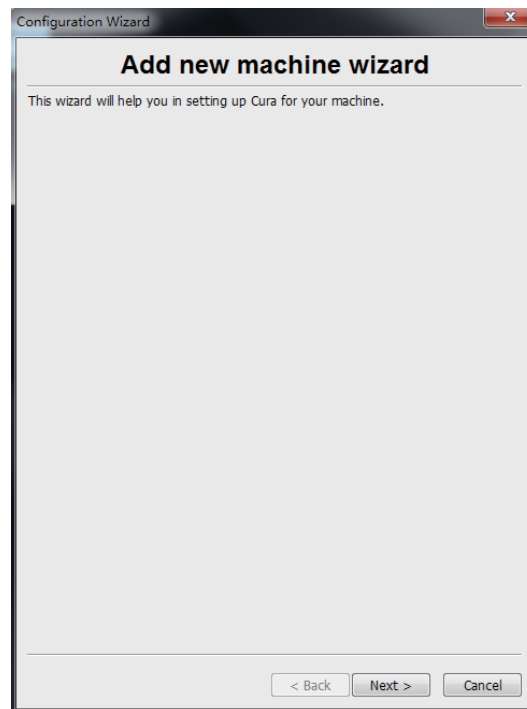 Configuration Wizard
Add new machine wizard
This wizard will help you in setting up Cura for your machine.
< Back Next > Cancel